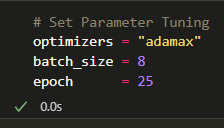 # Set Parameter Tuning
optimizers = "adamax"
batch_size = 8
epoch      = 25
✓ 0.0s